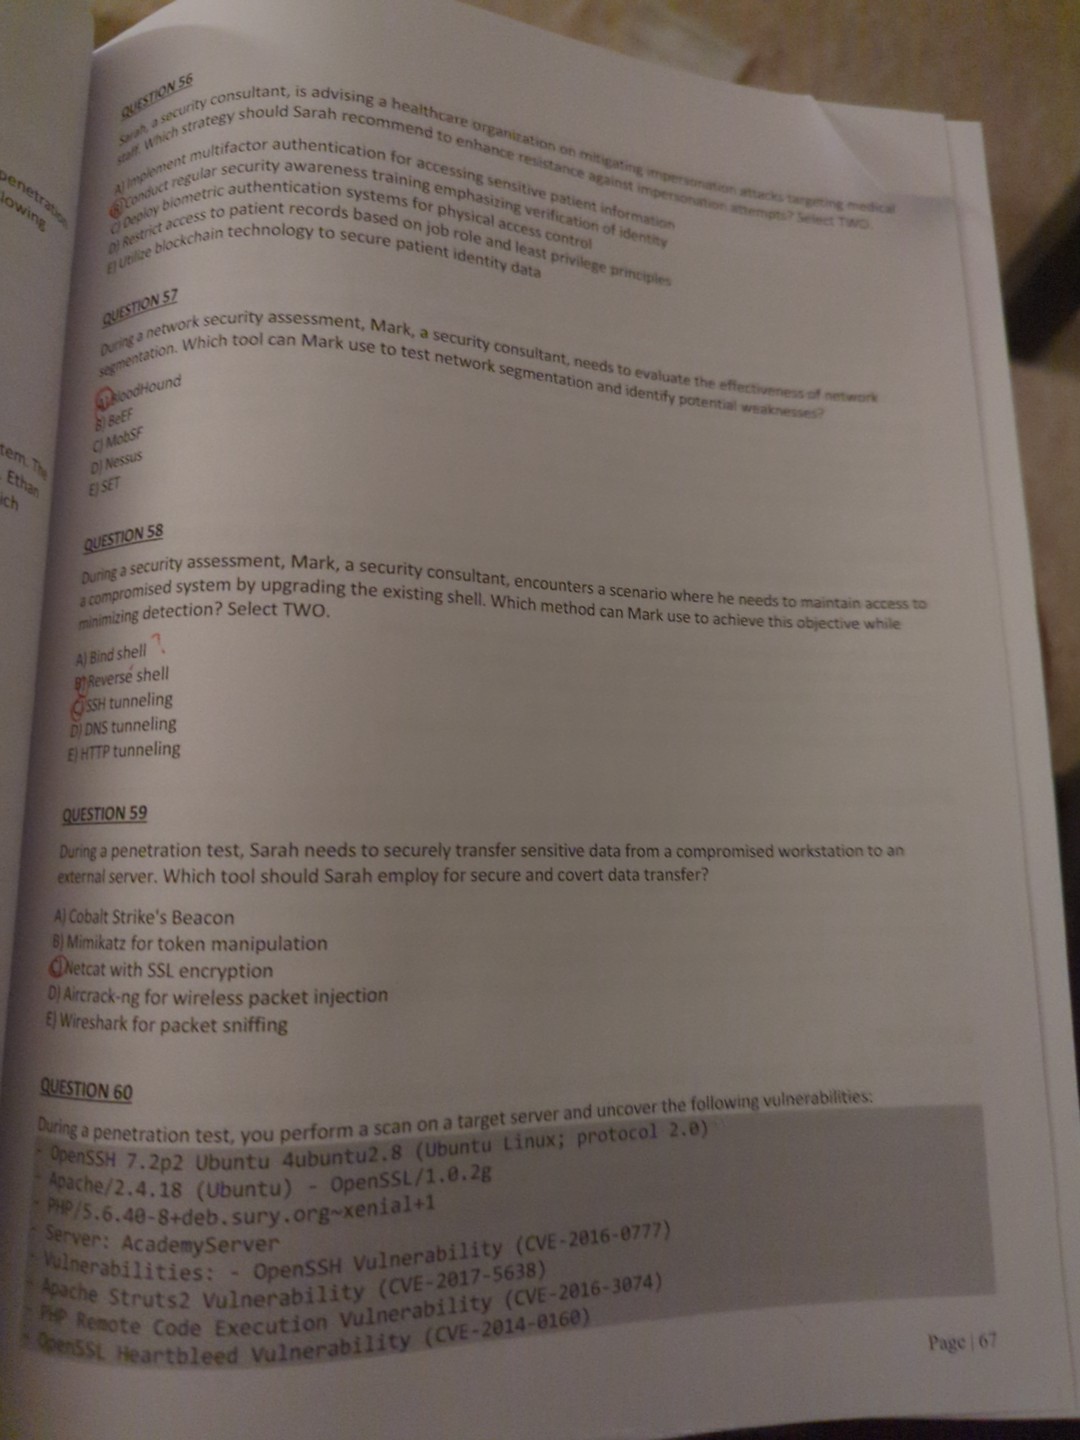 penetration
lowing
tem. The
Ethan
ich
QUESTION 56
Sarah, a security consultant, is advising a healthcare organization on mitigating impersonation attacks targeting medical
staff. Which strategy should Sarah recommend to enhance resistance against impersonation attempts? Select TWO.
A) Implement multifactor authentication for accessing sensitive patient information
B) Conduct regular security awareness training emphasizing verification of identity
C) Deploy biometric authentication systems for physical access control
D) Restrict access to patient records based on job role and least privilege principles
E) Utilize blockchain technology to secure patient identity data
QUESTION 57
During a network security assessment, Mark, a security consultant, needs to evaluate the effectiveness of network
segmentation. Which tool can Mark use to test network segmentation and identify potential weaknesses?
A) BloodHound
B) BeEF
C) MobSF
D) Nessus
E) SET
QUESTION 58
During a security assessment, Mark, a security consultant, encounters a scenario where he needs to maintain access to
a compromised system by upgrading the existing shell. Which method can Mark use to achieve this objective while
minimizing detection? Select TWO.
A) Bind shell ?
B) Reverse shell
C) SSH tunneling
D) DNS tunneling
E) HTTP tunneling
QUESTION 59
During a penetration test, Sarah needs to securely transfer sensitive data from a compromised workstation to an
external server. Which tool should Sarah employ for secure and covert data transfer?
A) Cobalt Strike's Beacon
B) Mimikatz for token manipulation
C) Netcat with SSL encryption
D) Aircrack-ng for wireless packet injection
E) Wireshark for packet sniffing
QUESTION 60
During a penetration test, you perform a scan on a target server and uncover the following vulnerabilities:
- OpenSSH 7.2p2 Ubuntu 4ubuntu2.8 (Ubuntu Linux; protocol 2.0)
- Apache/2.4.18 (Ubuntu) - OpenSSL/1.0.2g
- PHP/5.6.40-8+deb.sury.org~xenial+1
- Server: AcademyServer
- Vulnerabilities: - OpenSSH Vulnerability (CVE-2016-0777)
- Apache Struts2 Vulnerability (CVE-2017-5638)
- PHP Remote Code Execution Vulnerability (CVE-2016-3074)
- OpenSSL Heartbleed Vulnerability (CVE-2014-0160)
Page | 67